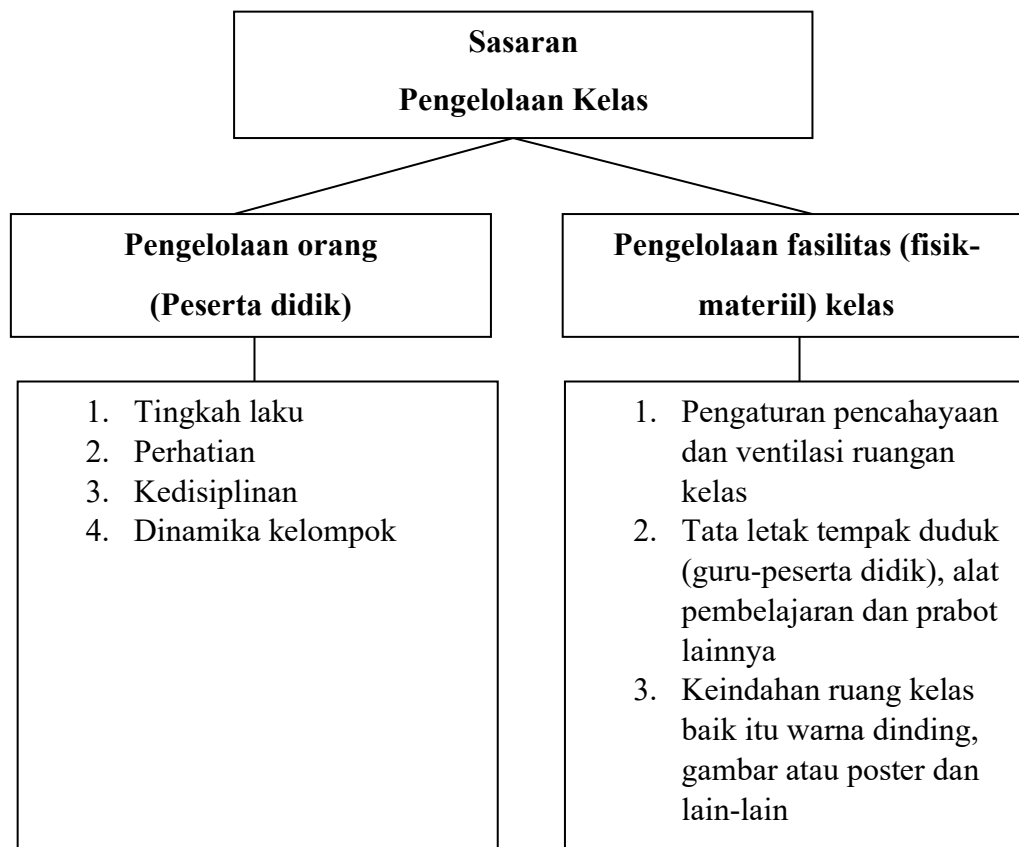 Sasaran
Pengelolaan Kelas
Pengelolaan orang
(Peserta didik)
Pengelolaan fasilitas (fisik-
materiil) kelas
1. Tingkah laku
2. Perhatian
3. Kedisiplinan
4. Dinamika kelompok
1. Pengaturan pencahayaan
dan ventilasi ruangan
kelas
2. Tata letak tempak duduk
(guru-peserta didik), alat
pembelajaran dan prabot
lainnya
3. Keindahan ruang kelas
baik itu warna dinding,
gambar atau poster dan
lain-lain